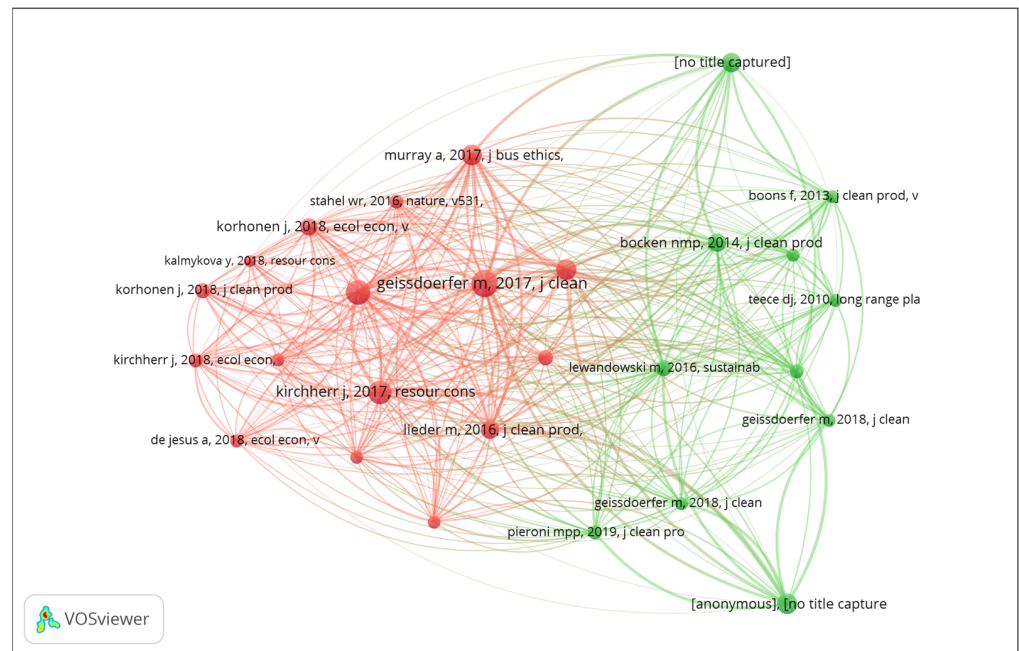 [no title captured]
murray a, 2017, j bus ethics,
boons f, 2013, j clean prod, v
stahel wr, 2016, nature, v531,
korhonen j, 2018, ecol econ, v
bocken nmp, 2014, j clean prod
kalmykova y, 2018, resour cons
geissdoerfer m, 2017, j clean
korhonen j, 2018, j clean prod
teece dj, 2010, long range pla
kirchherr j, 2018, ecol econ,
lewandowski m, 2016, sustainab
kirchherr j, 2017, resour cons
geissdoerfer m, 2018, j clean
lieder m, 2016, j clean prod,
de jesus a, 2018, ecol econ, v
geissdoerfer m, 2018, j clean
pieroni mpp, 2019, j clean pro
[anonymous], [no title capture
VOSviewer